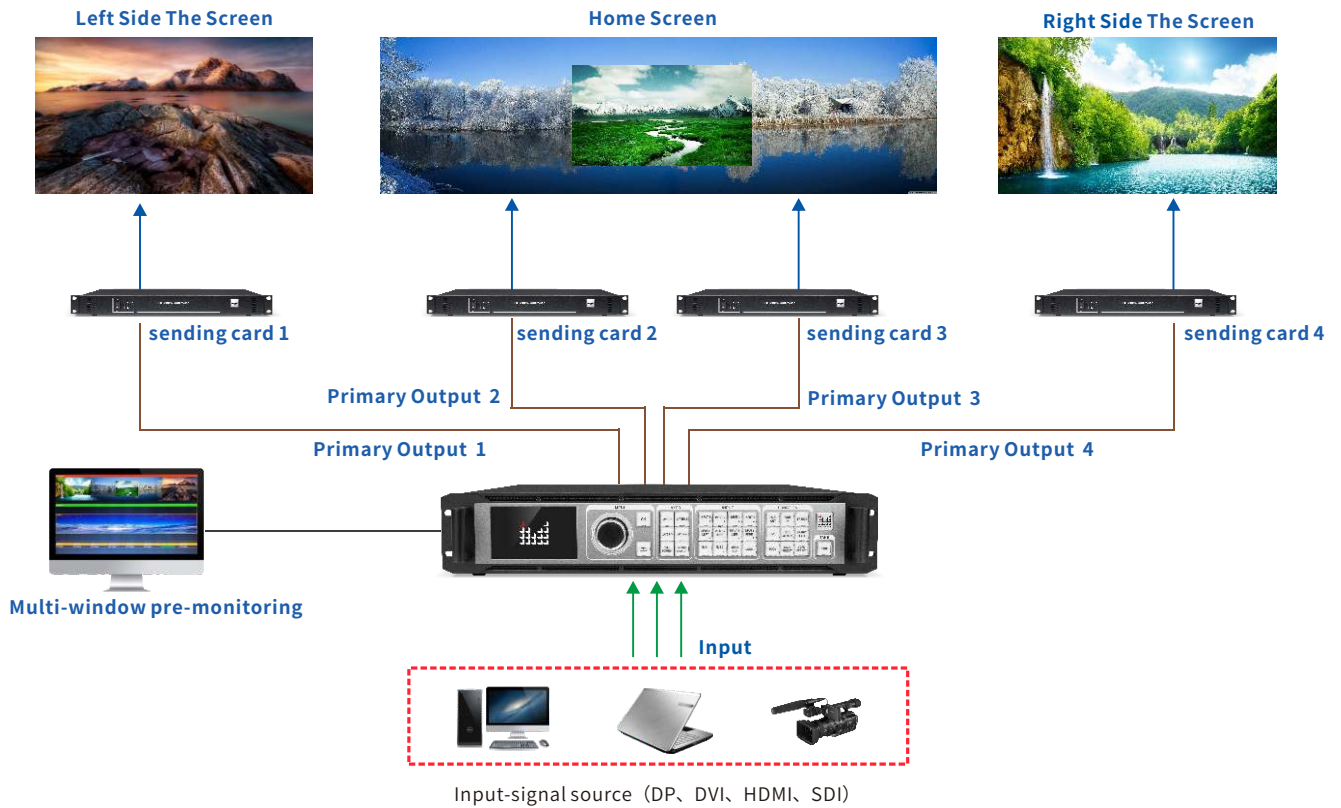 Left Side The Screen
Home Screen
Right Side The Screen
sending card 1
sending card 2
sending card 3
sending card 4
Primary Output 2
Primary Output 3
Primary Output 1
Primary Output 4
Multi-window pre-monitoring
Input
Input-signal source（DP、DVI、HDMI、SDI）